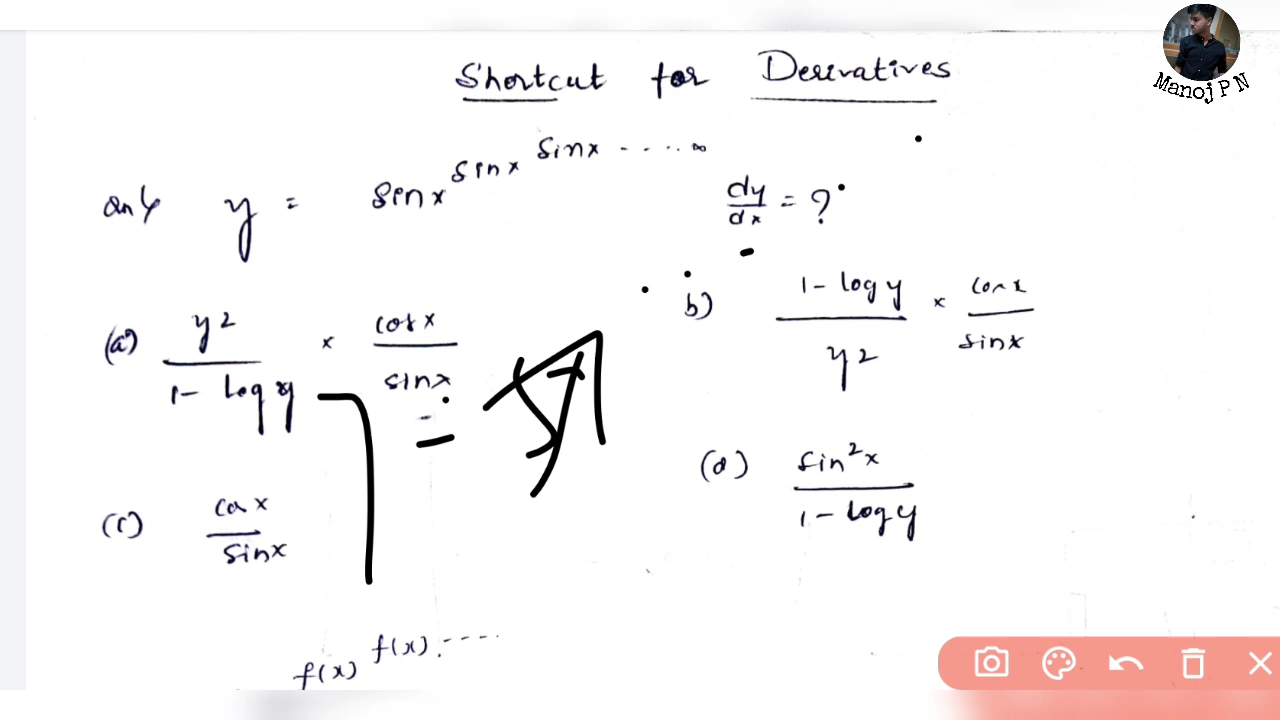 Shortcut for Derivatives
Manoj P N
y = sinx^sinx^sinx .....∞
dy/dx = ?
(a) y2/1- log y × cosx/sinx
b) 1- log y/y2 × cosx/sinx
(c) cosx/sinx
(d) sin²x/1- log y
f(x)^f(x)....